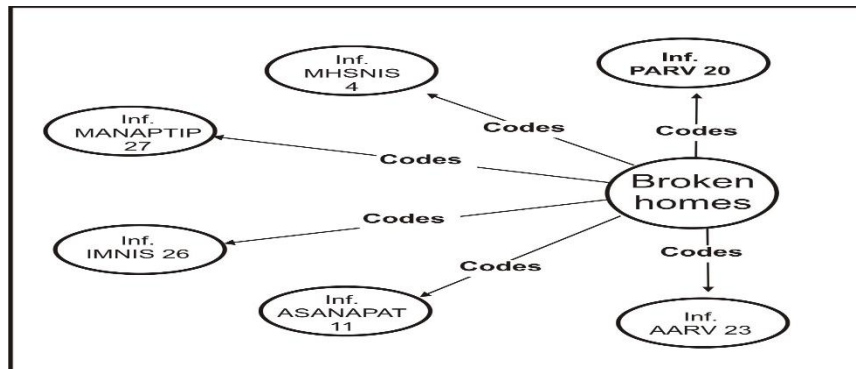 Inf.
MHSNIS
4
Inf.
PARV 20
Inf.
MANAPTIP
27
Codes
Codes
Codes
Broken
homes
Codes
Inf.
IMNIS 26
Codes
Codes
Inf.
ASANAPAT
11
Inf.
AARV 23